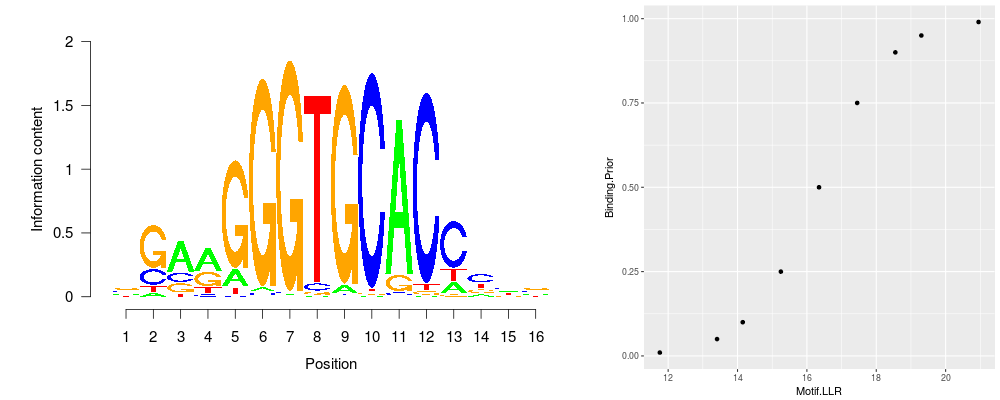 2
1.5
1
0.5
0
Information content
G
C
A
A
G
A
G
G
T
G
C
A
G
C
C
T
A
1 2 3 4 5 6 7 8 9 10 11 12 13 14 15 16
Position
1.00
0.75
0.50
0.25
0.00
Binding.Prior
12 14 16 18 20
Motif.LLR